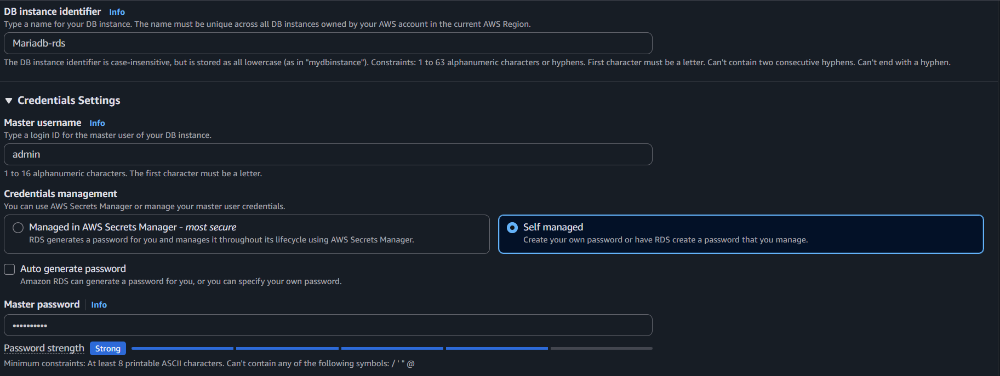 DB instance identifier Info
Type a name for your DB instance. The name must be unique across all DB instances owned by your AWS account in the current AWS Region.
Mariadb-rds
The DB instance identifier is case-insensitive, but is stored as all lowercase (as in "mydbinstance"). Constraints: 1 to 63 alphanumeric characters or hyphens. First character must be a letter. Can't contain two consecutive hyphens. Can't end with a hyphen.
Credentials Settings
Master username Info
Type a login ID for the master user of your DB instance.
admin
1 to 16 alphanumeric characters. The first character must be a letter.
Credentials management
You can use AWS Secrets Manager or manage your master user credentials.
Managed in AWS Secrets Manager - most secure
RDS generates a password for you and manages it throughout its lifecycle using AWS Secrets Manager.
Self managed
Create your own password or have RDS create a password that you manage.
Auto generate password
Amazon RDS can generate a password for you, or you can specify your own password.
Master password Info
••••••••••
Password strength Strong
Minimum constraints: At least 8 printable ASCII characters. Can't contain any of the following symbols: / ' " @